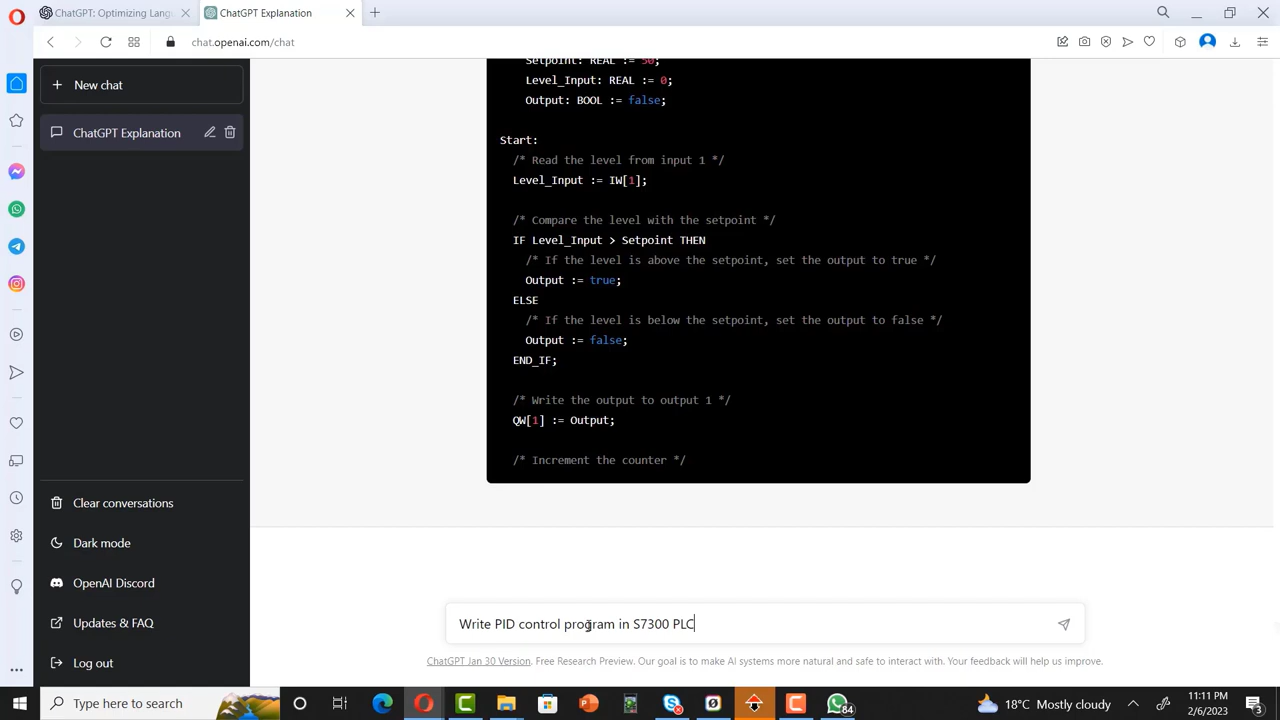 ChatGPT: Optimizing Lang
ChatGPT Explanation
chat.openai.com/chat
New chat
ChatGPT Explanation
Clear conversations
Dark mode
OpenAI Discord
Updates & FAQ
Log out
Setpoint: REAL := 50;
Level_Input: REAL := 0;
Output: BOOL := false;
Start:
/* Read the level from input 1 */
Level_Input := IW[1];
/* Compare the level with the setpoint */
IF Level_Input > Setpoint THEN
/* If the level is above the setpoint, set the output to true */
Output := true;
ELSE
/* If the level is below the setpoint, set the output to false */
Output := false;
END_IF;
/* Write the output to output 1 */
QW[1] := Output;
/* Increment the counter */
Write PID control program in S7300 PLC
ChatGPT Jan 30 Version. Free Research Preview. Our goal is to make AI systems more natural and safe to interact with. Your feedback will help us improve.
Type here to search
84
18°C Mostly cloudy
11:11 PM
2/6/2023
3